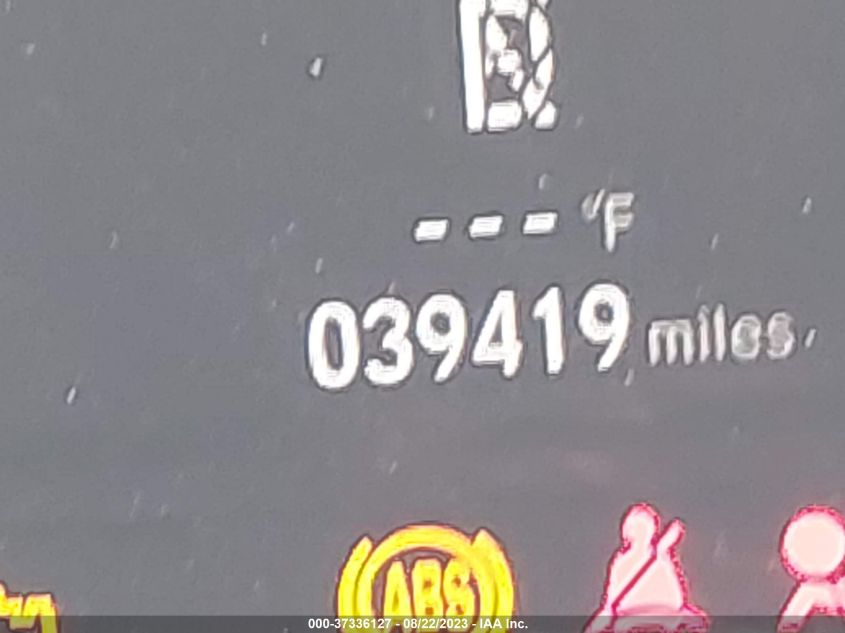 D
--- °F
039419 miles
ABS
000-37336127 - 08/22/2023 - IAA Inc.